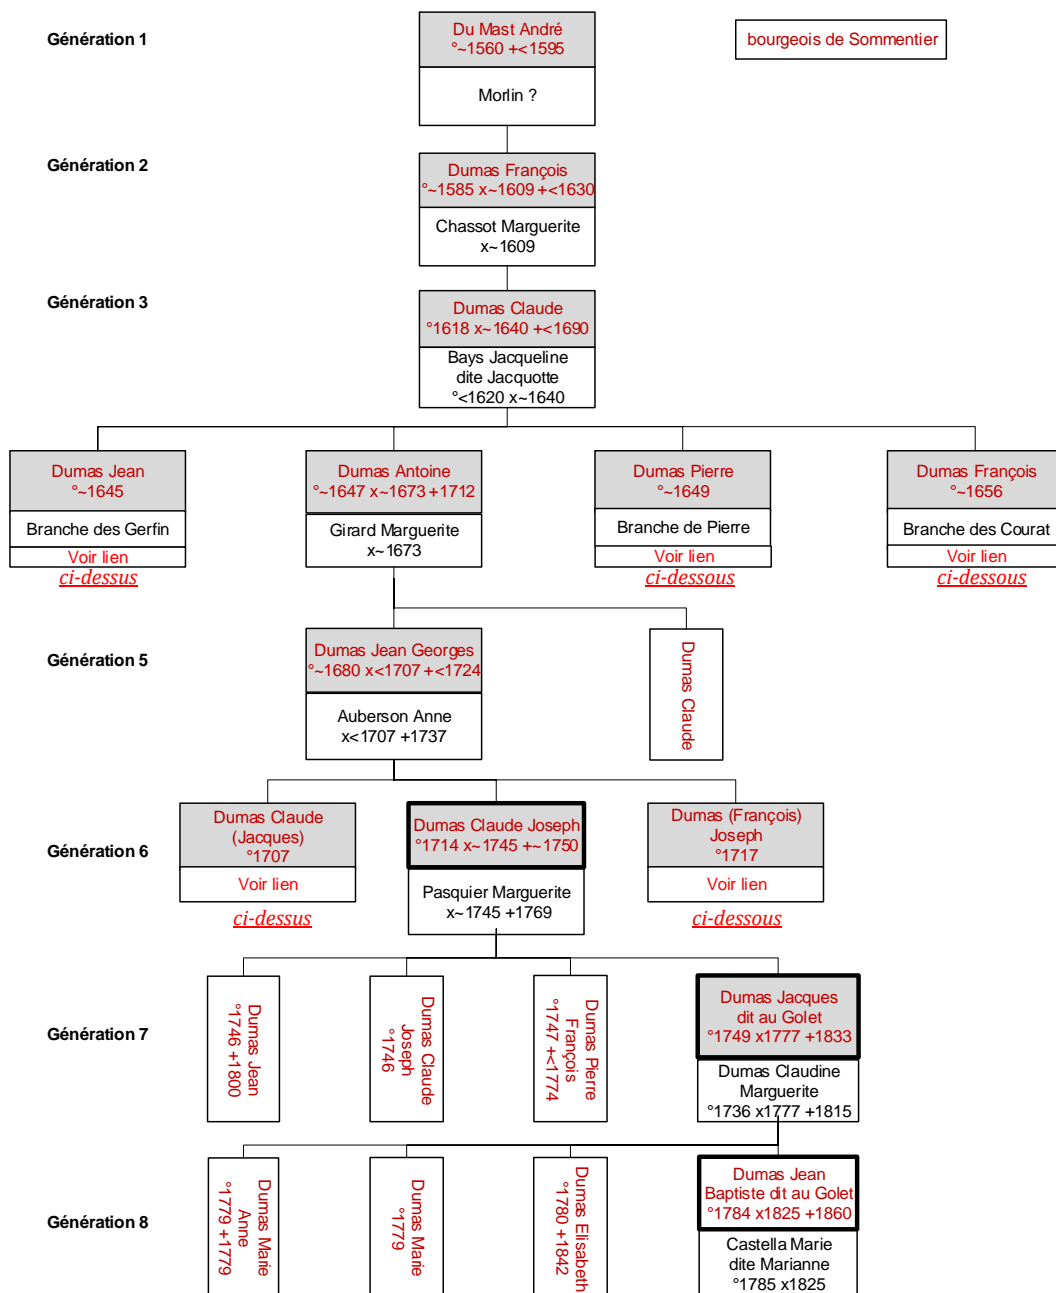 Génération 1
Du Mast André
°~1560 +<1595
Morlin ?
bourgeois de Sommentier
Génération 2
Dumas François
°~1585 x~1609 +<1630
Chassot Marguerite
x~1609
Génération 3
Dumas Claude
°1618 x~1640 +<1690
Bays Jacqueline
dite Jacquotte
°<1620 x~1640
Dumas Jean
°~1645
Branche des Gerfin
Voir lien
ci-dessus
Dumas Antoine
°~1647 x~1673 +1712
Girard Marguerite
x~1673
Dumas Pierre
°~1649
Branche de Pierre
Voir lien
ci-dessous
Dumas François
°~1656
Branche des Courat
Voir lien
ci-dessous
Génération 5
Dumas Jean Georges
°~1680 x<1707 +<1724
Auberson Anne
x<1707 +1737
Dumas Claude
Génération 6
Dumas Claude
(Jacques)
°1707
Voir lien
ci-dessus
Dumas Claude Joseph
°1714 x~1745 +~1750
Pasquier Marguerite
x~1745 +1769
Dumas (François)
Joseph
°1717
Voir lien
ci-dessous
Génération 7
Dumas Jean
°1746 +1800
Dumas Claude
Joseph
°1746
Dumas Pierre
François
°1747 +<1774
Dumas Jacques
dit au Golet
°1749 x1777 +1833
Dumas Claudine
Marguerite
°1736 x1777 +1815
Génération 8
Dumas Marie
Anne
°1779 +1779
Dumas Marie
°1779
Dumas Elisabeth
°1780 +1842
Dumas Jean
Baptiste dit au Golet
°1784 x1825 +1860
Castella Marie
dite Marianne
°1785 x1825